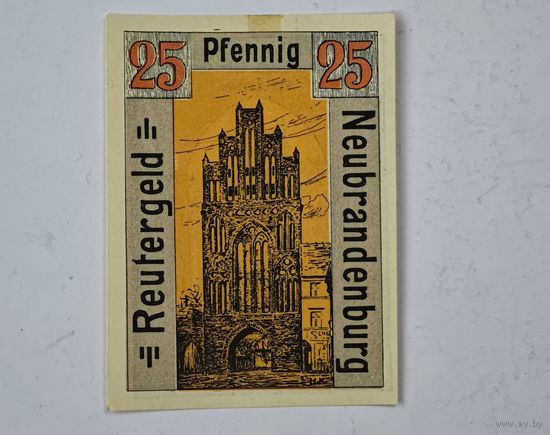 25 Pfennig 25
= Reutergeld =
Neubrandenburg
www.ay.by